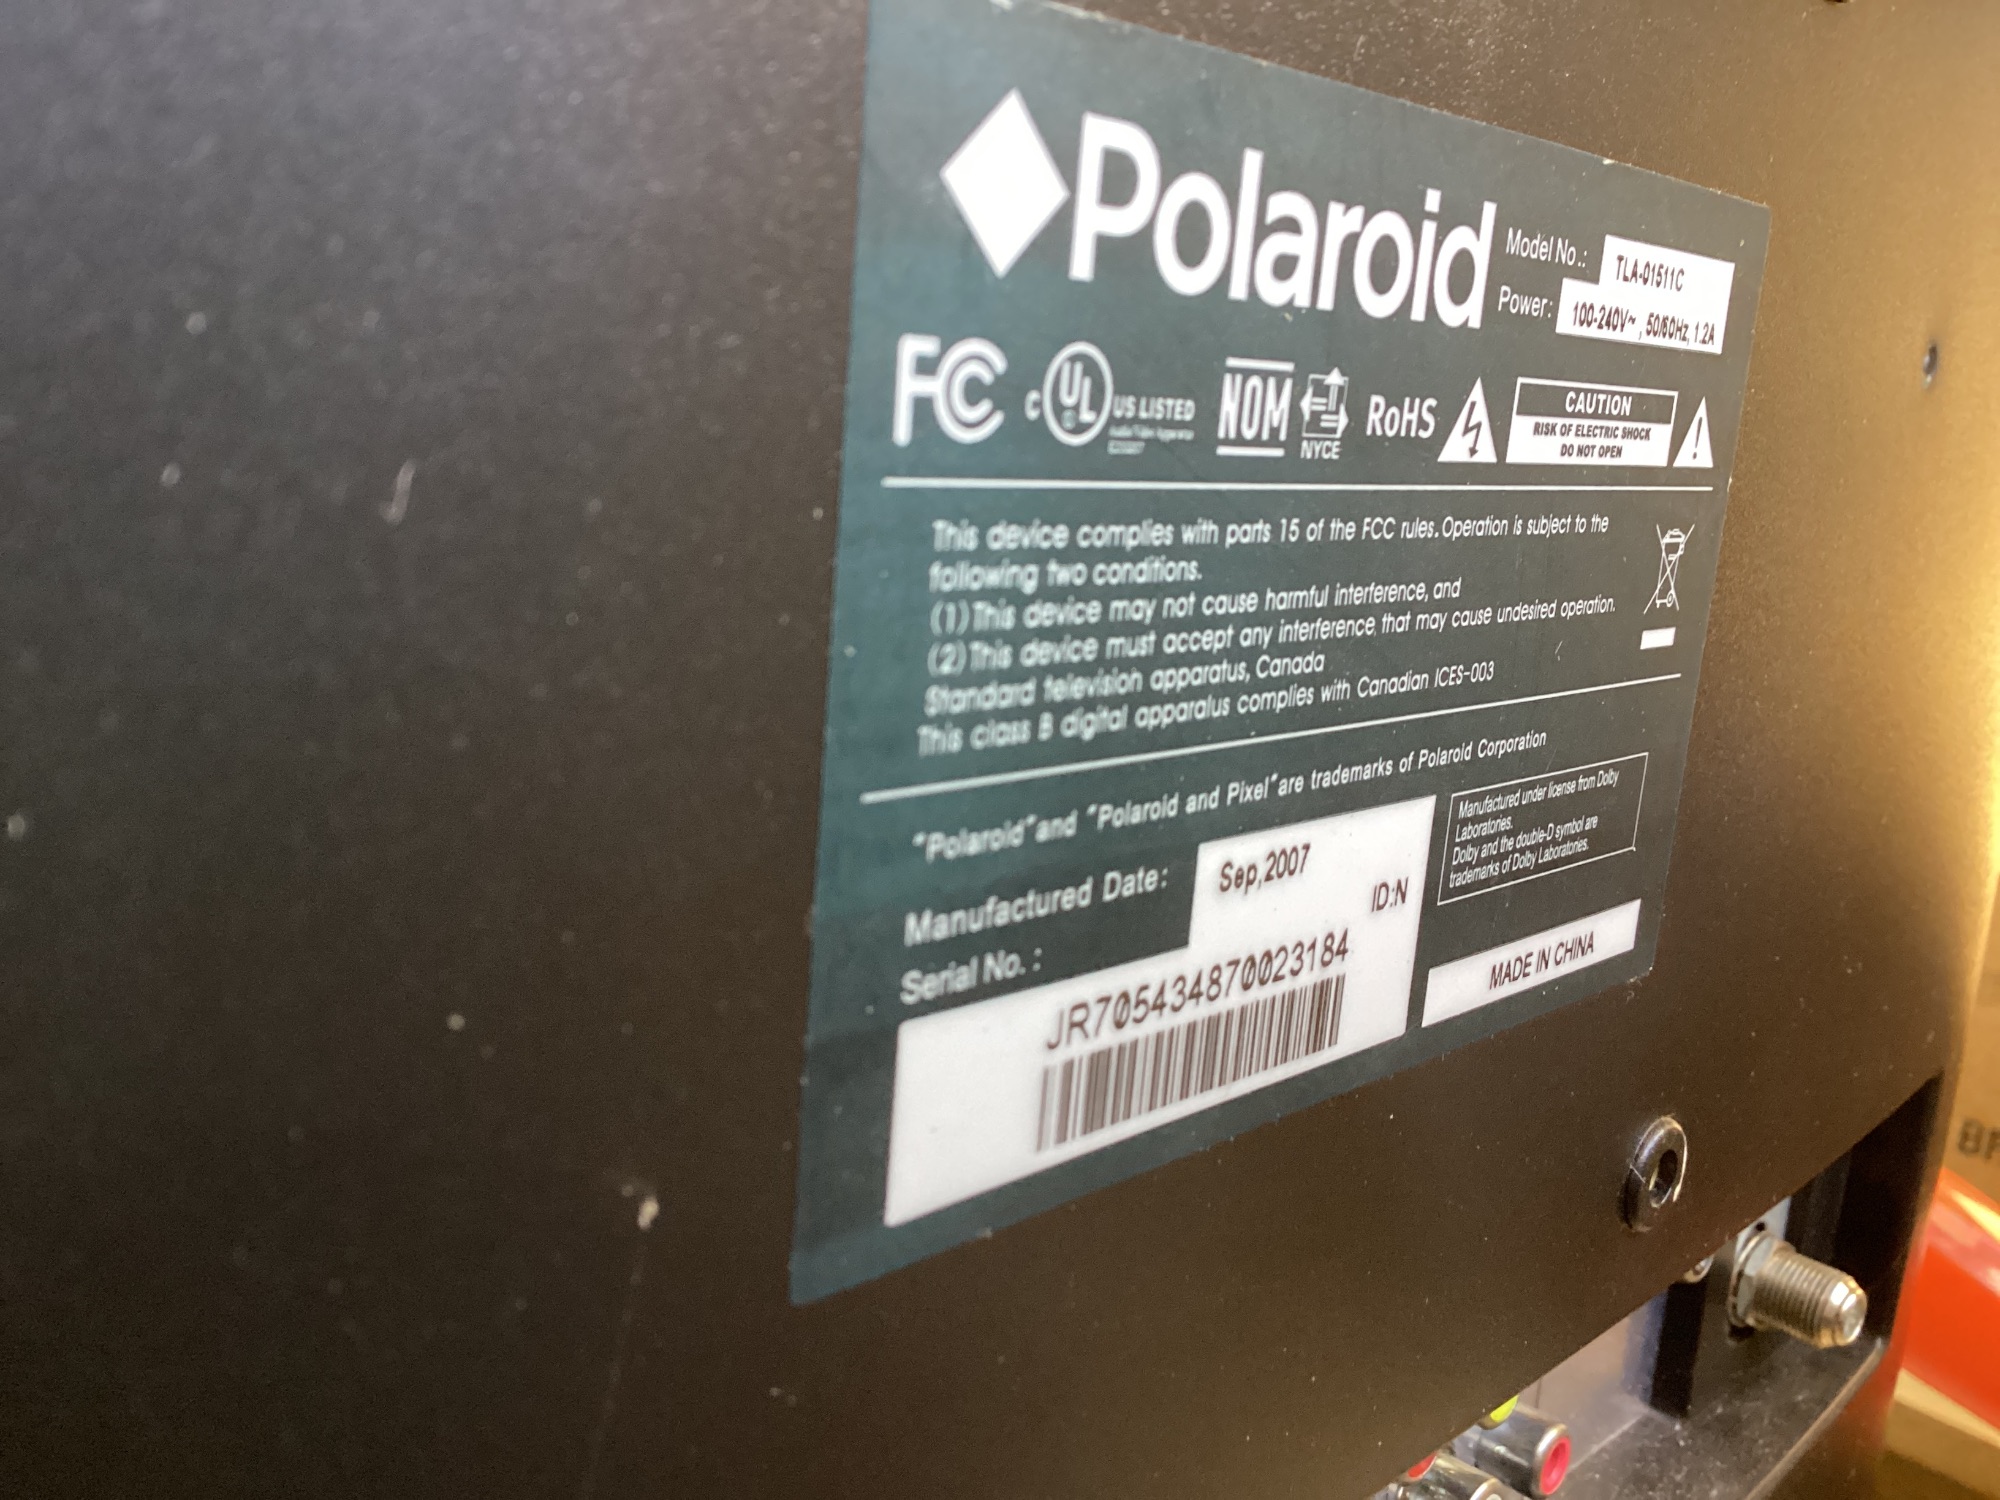 Polaroid
Model No.: TLA-01511C
Power: 100-240V~, 50/60Hz, 1.2A
FC
C UL US LISTED
NOM
NYCE
RoHS
CAUTION
RISK OF ELECTRIC SHOCK
DO NOT OPEN
This device complies with parts 15 of the FCC rules. Operation is subject to the
following two conditions.
(1) This device may not cause harmful interference, and
(2) This device must accept any interference, that may cause undesired operation.
Standard television apparatus, Canada
This class B digital apparalus complies with Canadian ICES-003
"Polaroid" and "Polaroid and Pixel" are trademarks of Polaroid Corporation
Manufactured under license from Dolby
Laboratories.
Dolby and the double-D symbol are
trademarks of Dolby Laboratories.
Manufactured Date: Sep,2007
ID:N
Serial No. :
JR705434870023184
MADE IN CHINA